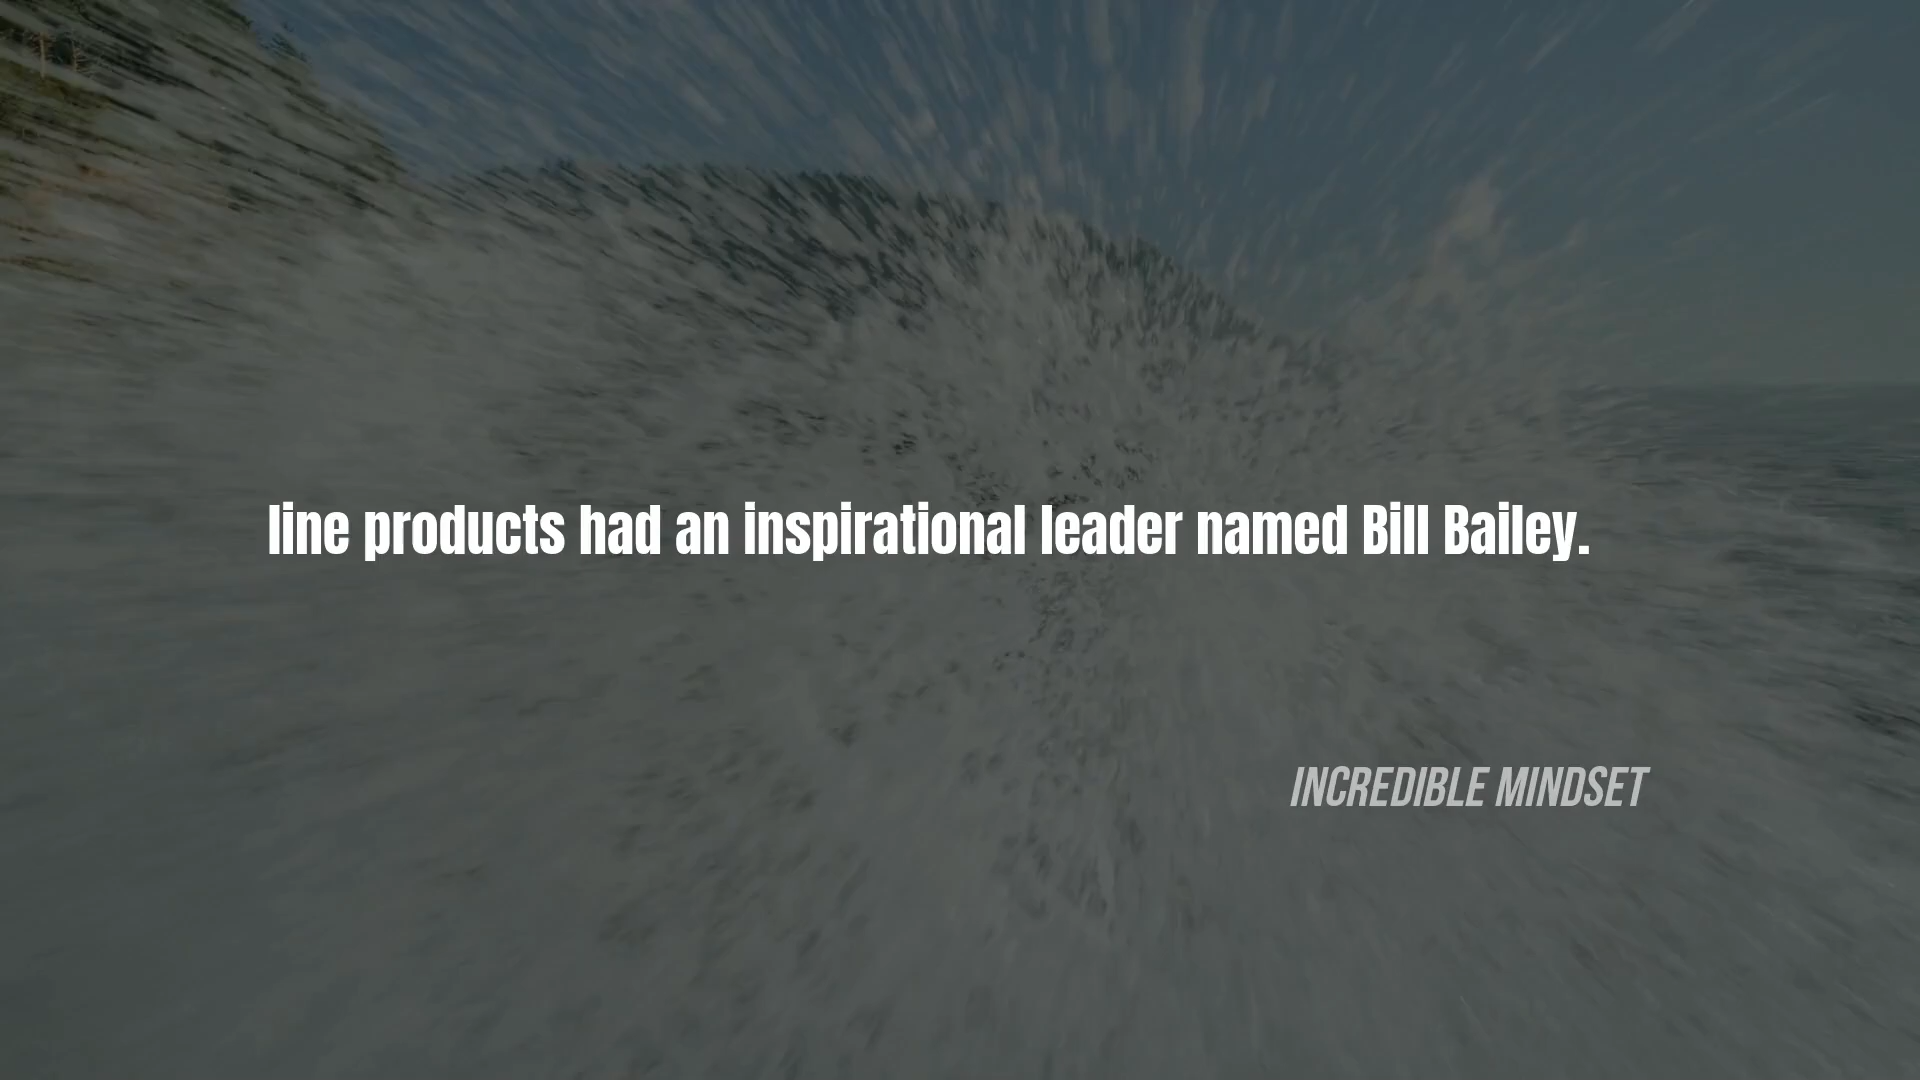 line products had an inspirational leader named Bill Bailey.
INCREDIBLE MINDSET